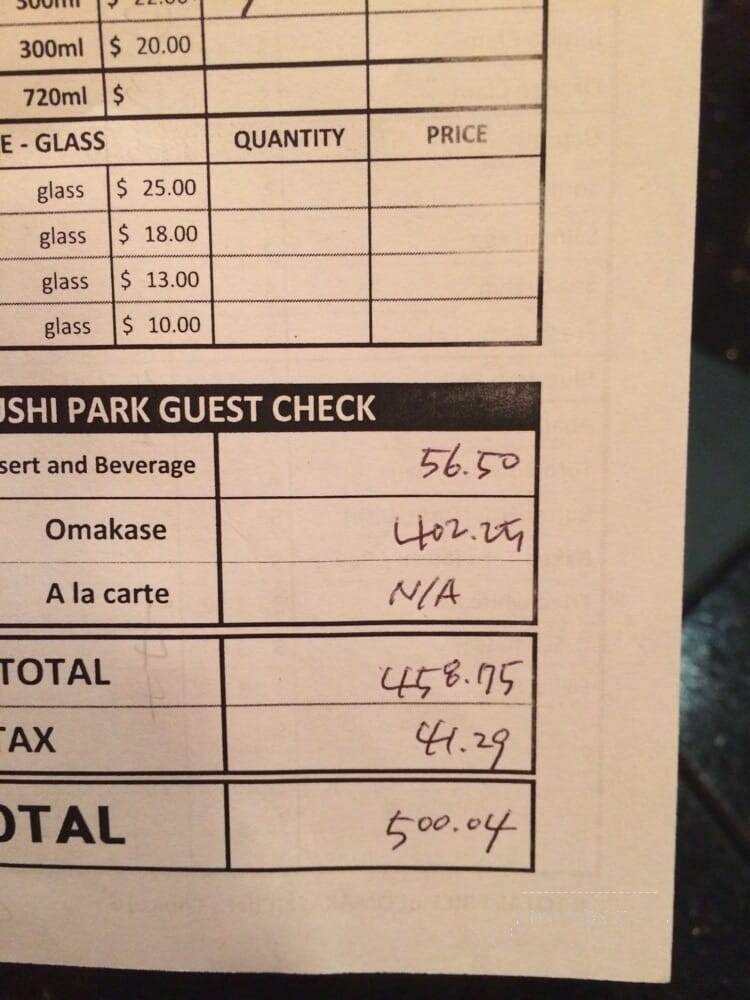 300ml $ 20.00
720ml $
E - GLASS QUANTITY PRICE
glass $ 25.00
glass $ 18.00
glass $ 13.00
glass $ 10.00
USHI PARK GUEST CHECK
sert and Beverage 56.50
Omakase 402.25
A la carte N/A
TOTAL 458.75
TAX 41.29
OTAL 500.04